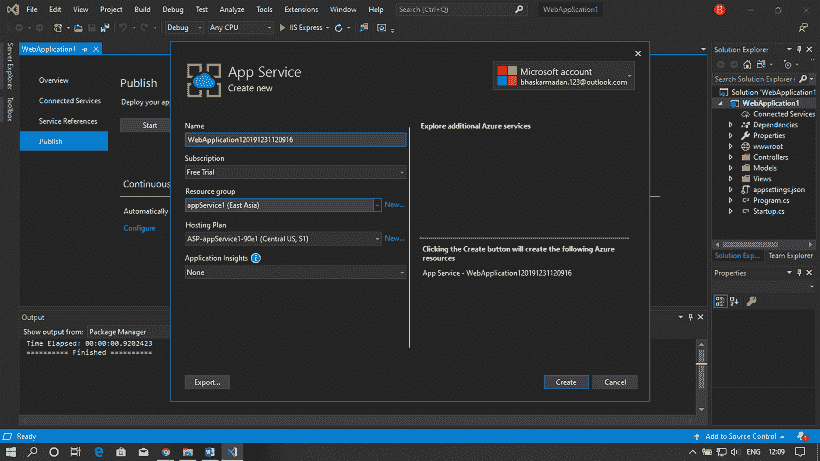 File Edit View Project Build Debug Test Analyze Tools Extensions Window Help Search (Ctrl+Q) WebApplication1
Debug Any CPU IIS Express
WebApplication1
Server Explorer
Toolbox
Overview
Connected Services
Service References
Publish
Publish
Deploy your app
Start
Continuous
Automatically
Configure
App Service
Create new
Microsoft account
bhaskarmadan.123@outlook.com
Name
WebApplication120191231120916
Subscription
Free Trial
Resource group
appService1 (East Asia)
New...
Hosting Plan
ASP-appService1-90e1 (Central US, S1)
New...
Application Insights
None
Explore additional Azure services
Clicking the Create button will create the following Azure
resources
App Service - WebApplication120191231120916
Export...
Create
Cancel
Solution Explorer
Search Solution Explorer (
Solution 'WebApplication1
WebApplication1
Connected Services
Dependencies
Properties
wwwroot
Controllers
Models
Views
appsettings.json
Program.cs
Startup.cs
Solution Exp... Team Explorer
Properties
Output
Show output from: Package Manager
Time Elapsed: 00:00:00.9202423
========== Finished ==========
Ready
Add to Source Control
1
ENG 12:09